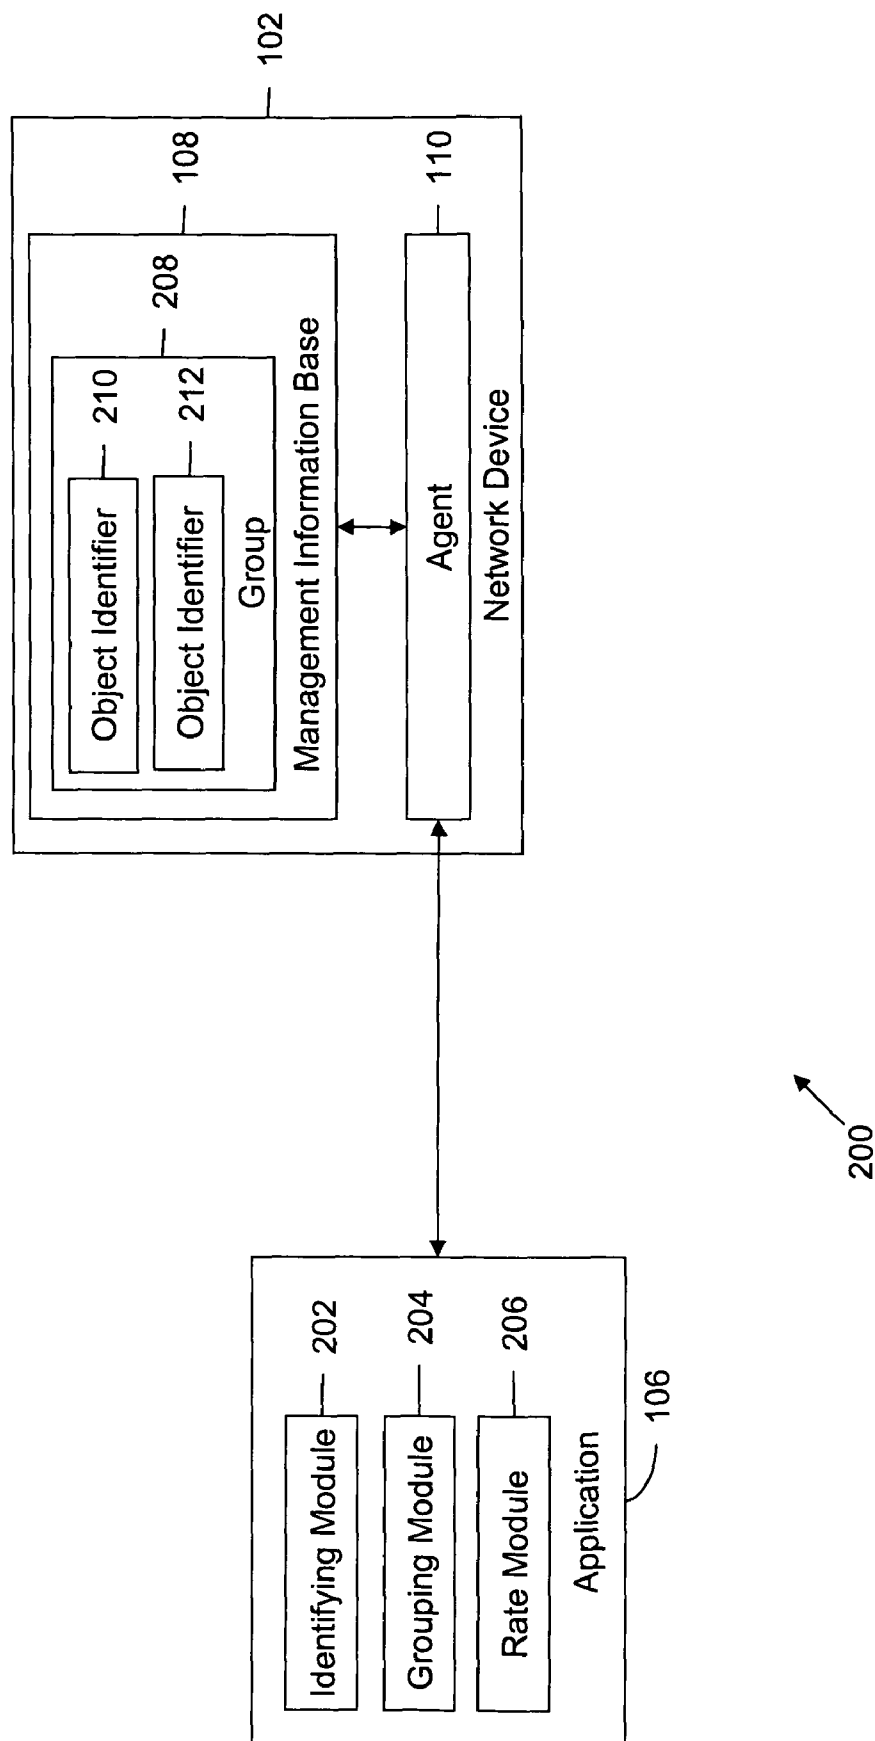 102
108
208
210
Object Identifier
212
Object Identifier
Group
Management Information Base
110
Agent
Network Device
202
Identifying Module
204
Grouping Module
206
Rate Module
Application
106
200